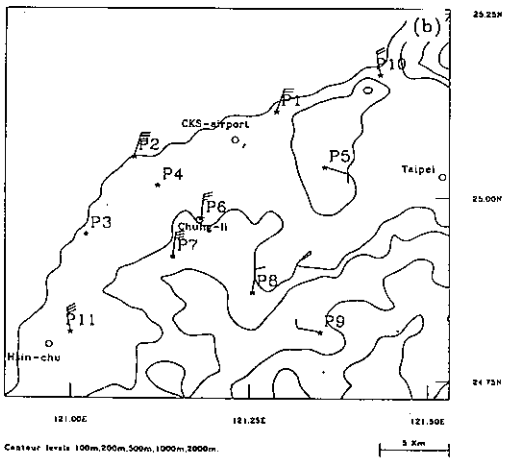 25.25N
(b)
P10
P1
CKS-airport
P2
P5
Taipei
P4
25.00N
P6
P3
Chung-li
P7
P8
P11
P9
Hsin-chu
24.75N
121.00E
121.25E
121.50E
Contour levels 100m,200m,500m,1000m,2000m.
5 Km